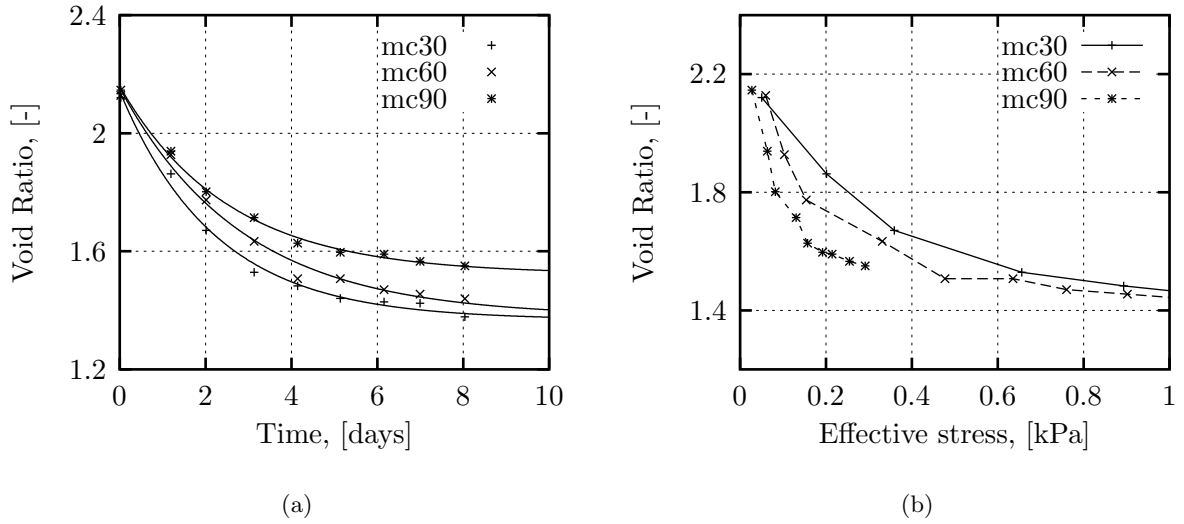 2.4
2
1.6
1.2
0
2
4
6
8
10
Void Ratio, [-]
Time, [days]
mc30
mc60
mc90
(a)
2.2
1.8
1.4
0
0.2
0.4
0.6
0.8
1
Void Ratio, [-]
Effective stress, [kPa]
mc30
mc60
mc90
(b)